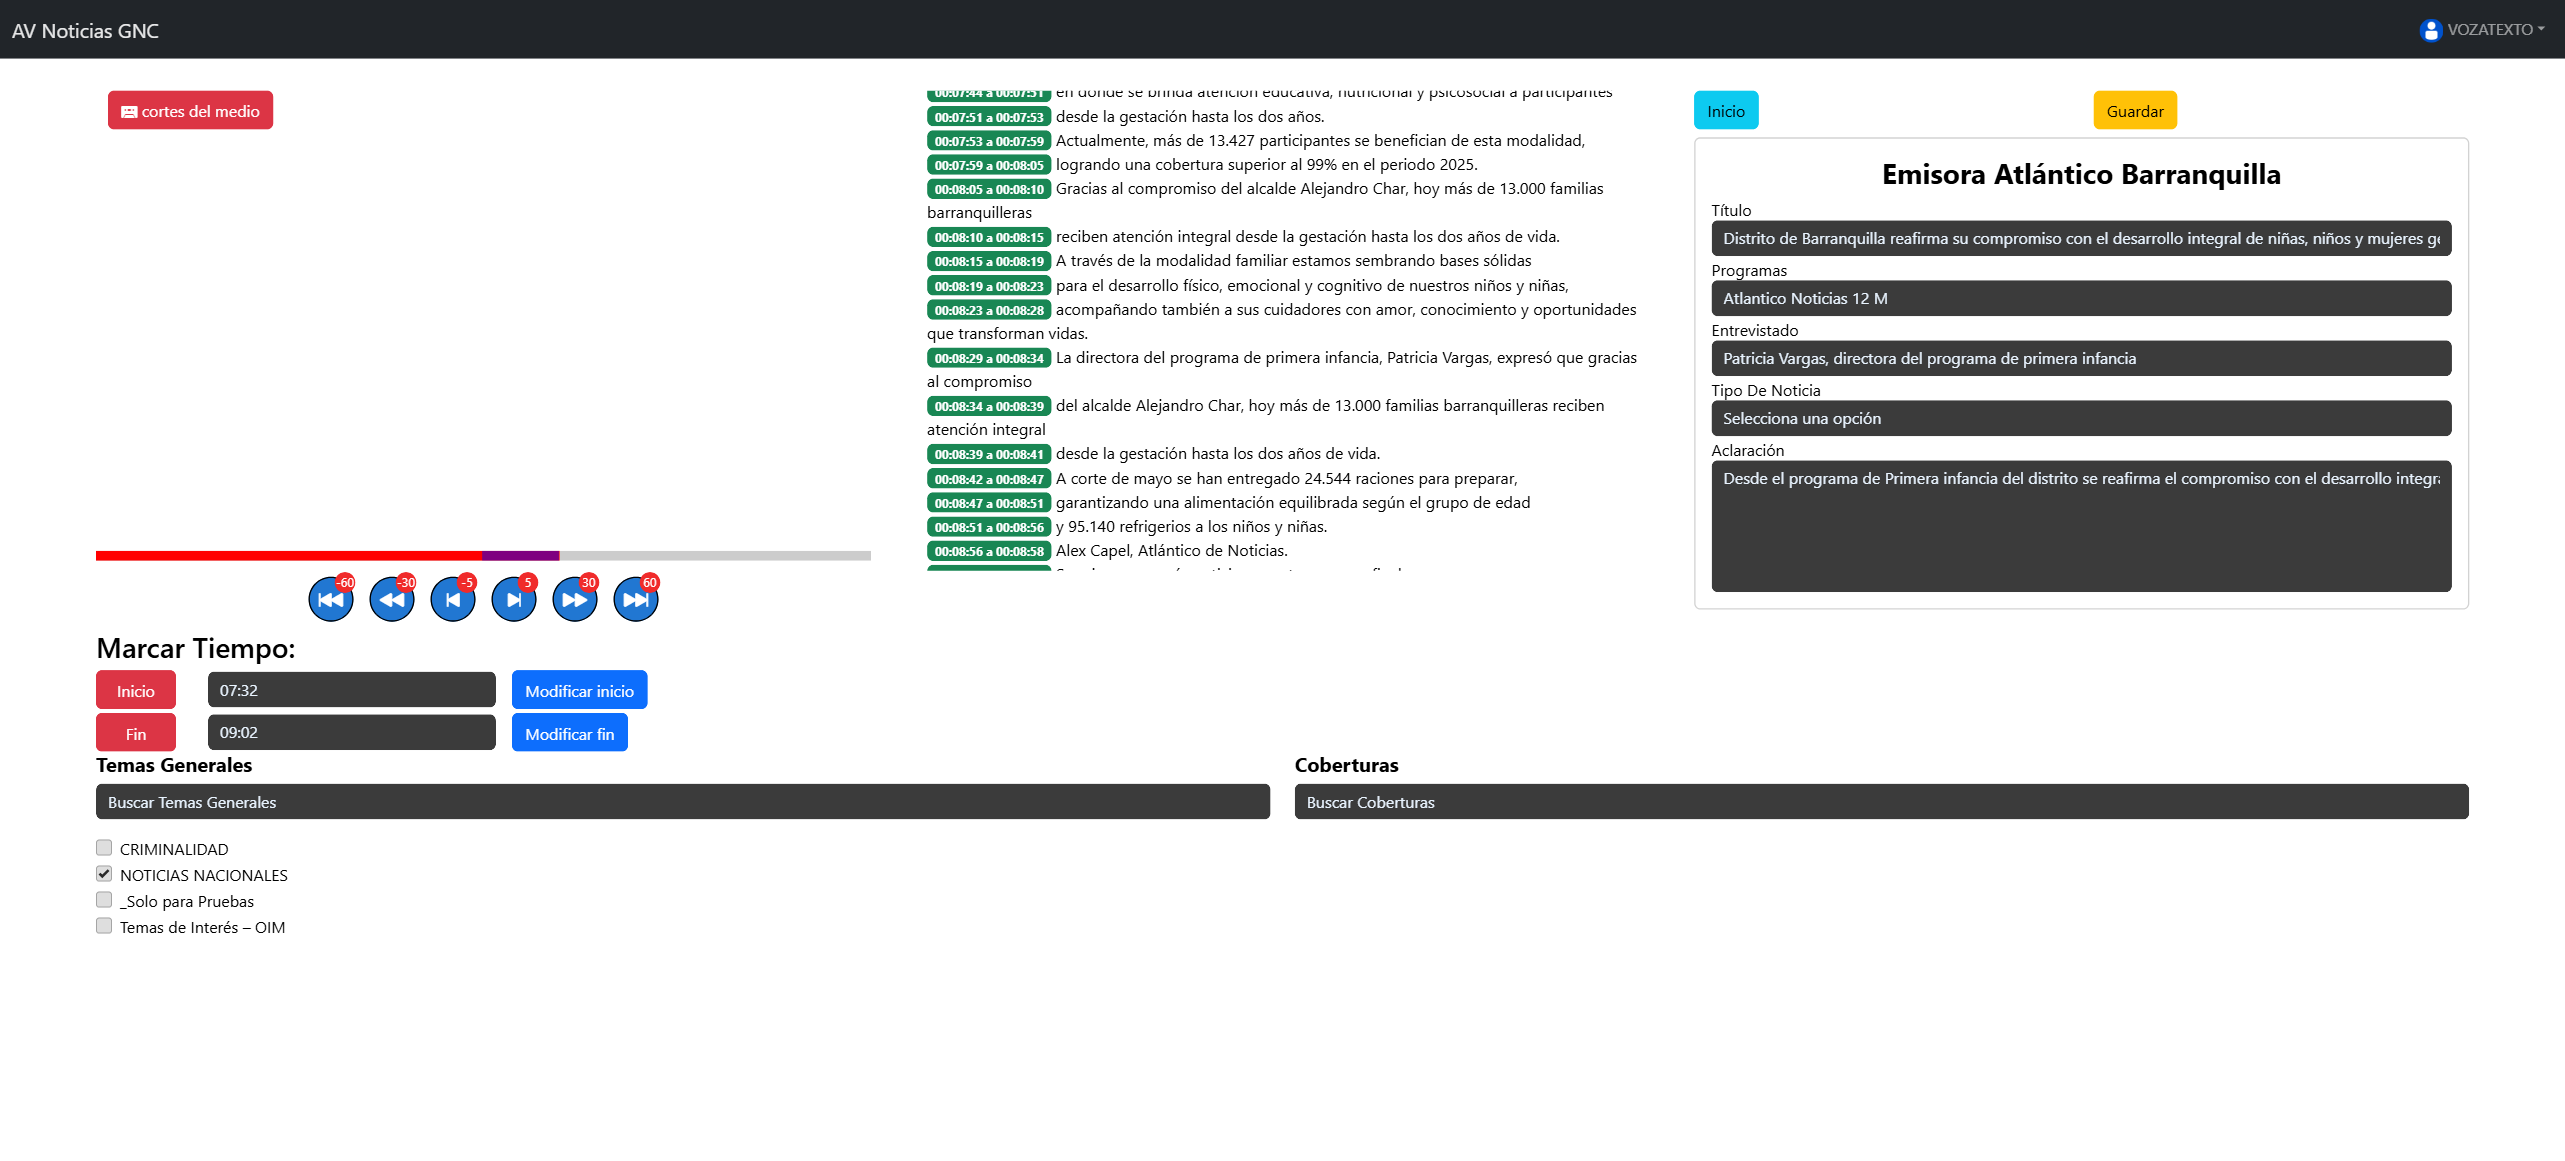 AV Noticias GNC
VOZATEXTO
cortes del medio
-60
-30
-5
5
30
60
Marcar Tiempo:
Inicio
07:32
Modificar inicio
Fin
09:02
Modificar fin
00:07:44 a 00:07:51 en donde se brinda atención educativa, nutricional y psicosocial a participantes
00:07:51 a 00:07:53 desde la gestación hasta los dos años.
00:07:53 a 00:07:59 Actualmente, más de 13.427 participantes se benefician de esta modalidad,
00:07:59 a 00:08:05 logrando una cobertura superior al 99% en el periodo 2025.
00:08:05 a 00:08:10 Gracias al compromiso del alcalde Alejandro Char, hoy más de 13.000 familias
barranquilleras
00:08:10 a 00:08:15 reciben atención integral desde la gestación hasta los dos años de vida.
00:08:15 a 00:08:19 A través de la modalidad familiar estamos sembrando bases sólidas
00:08:19 a 00:08:23 para el desarrollo físico, emocional y cognitivo de nuestros niños y niñas,
00:08:23 a 00:08:28 acompañando también a sus cuidadores con amor, conocimiento y oportunidades
que transforman vidas.
00:08:29 a 00:08:34 La directora del programa de primera infancia, Patricia Vargas, expresó que gracias
al compromiso
00:08:34 a 00:08:39 del alcalde Alejandro Char, hoy más de 13.000 familias barranquilleras reciben
atención integral
00:08:39 a 00:08:41 desde la gestación hasta los dos años de vida.
00:08:42 a 00:08:47 A corte de mayo se han entregado 24.544 raciones para preparar,
00:08:47 a 00:08:51 garantizando una alimentación equilibrada según el grupo de edad
00:08:51 a 00:08:56 y 95.140 refrigerios a los niños y niñas.
00:08:56 a 00:08:58 Alex Capel, Atlántico de Noticias.
Inicio
Guardar
Emisora Atlántico Barranquilla
Título
Distrito de Barranquilla reafirma su compromiso con el desarrollo integral de niñas, niños y mujeres
Programas
Atlantico Noticias 12 M
Entrevistado
Patricia Vargas, directora del programa de primera infancia
Tipo De Noticia
Selecciona una opción
Aclaración
Desde el programa de Primera infancia del distrito se reafirma el compromiso con el desarrollo
Temas Generales
Buscar Temas Generales
CRIMINALIDAD
NOTICIAS NACIONALES
_Solo para Pruebas
Temas de Interés – OIM
Coberturas
Buscar Coberturas